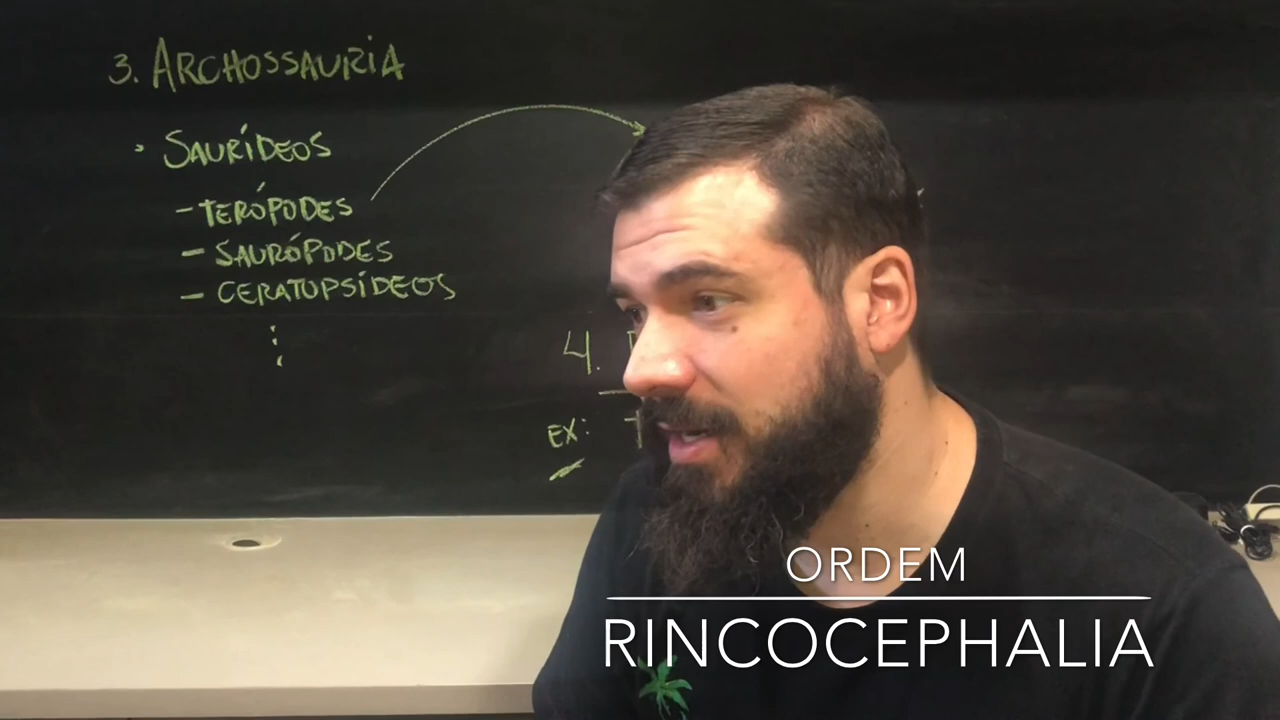 3. ARCHOSSAURIA
SAURÍDEOS
- TERÓPODES
- SAURÓPODES
- CERATOPSÍDEOS
4.
EX:
ORDEM
RINCOCEPHALIA